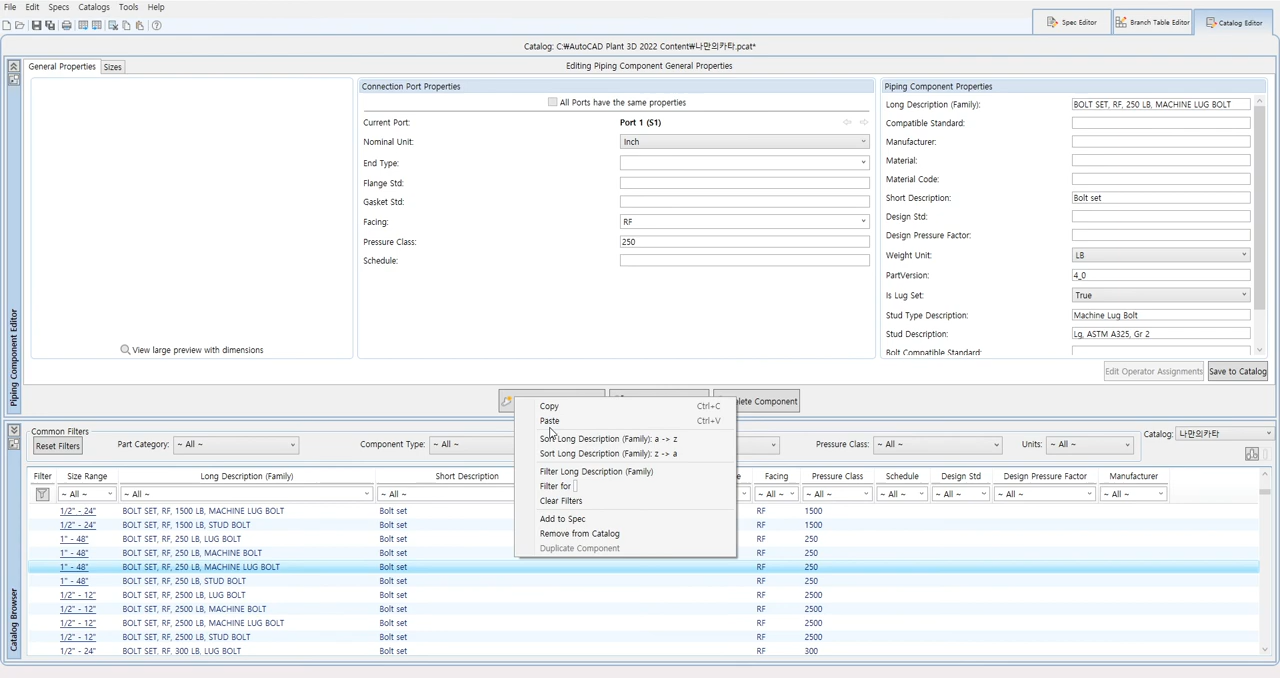 File Edit Specs Catalogs Tools Help
Spec Editor Branch Table Editor Catalog Editor
Catalog: C:₩AutoCAD Plant 3D 2022 Content₩나만의카타.pcat*
General Properties Sizes
Editing Piping Component General Properties
Piping Component Editor
View large preview with dimensions
Connection Port Properties
All Ports have the same properties
Current Port: Port 1 (S1)
Nominal Unit: Inch
End Type:
Flange Std:
Gasket Std:
Facing: RF
Pressure Class: 250
Schedule:
Piping Component Properties
Long Description (Family): BOLT SET, RF, 250 LB, MACHINE LUG BOLT
Compatible Standard:
Manufacturer:
Material:
Material Code:
Short Description: Bolt set
Design Std:
Design Pressure Factor:
Weight Unit: LB
PartVersion: 4_0
Is Lug Set: True
Stud Type Description: Machine Lug Bolt
Stud Description: Lg, ASTM A325, Gr 2
Bolt Compatible Standard:
Edit Operator Assignments Save to Catalog
Component
Copy Ctrl+C
Paste Ctrl+V
Sort Long Description (Family): a -> z
Sort Long Description (Family): z -> a
Filter Long Description (Family)
Filter for
Clear Filters
Add to Spec
Remove from Catalog
Duplicate Component
Catalog Browser
Common Filters
Reset Filters Part Category: ~ All ~ Component Type: ~ All ~ Pressure Class: ~ All ~ Units: ~ All ~ Catalog: 나만의카타
Filter Size Range Long Description (Family) Short Description Facing Pressure Class Schedule Design Std Design Pressure Factor Manufacturer
~ All ~ ~ All ~ ~ All ~ ~ All ~ ~ All ~ ~ All ~ ~ All ~ ~ All ~ ~ All ~
1/2" - 24" BOLT SET, RF, 1500 LB, MACHINE LUG BOLT Bolt set RF 1500
1/2" - 24" BOLT SET, RF, 1500 LB, STUD BOLT Bolt set RF 1500
1" - 48" BOLT SET, RF, 250 LB, LUG BOLT Bolt set RF 250
1" - 48" BOLT SET, RF, 250 LB, MACHINE BOLT Bolt set RF 250
1" - 48" BOLT SET, RF, 250 LB, MACHINE LUG BOLT Bolt set RF 250
1" - 48" BOLT SET, RF, 250 LB, STUD BOLT Bolt set RF 250
1/2" - 12" BOLT SET, RF, 2500 LB, LUG BOLT Bolt set RF 2500
1/2" - 12" BOLT SET, RF, 2500 LB, MACHINE BOLT Bolt set RF 2500
1/2" - 12" BOLT SET, RF, 2500 LB, MACHINE LUG BOLT Bolt set RF 2500
1/2" - 12" BOLT SET, RF, 2500 LB, STUD BOLT Bolt set RF 2500
1/2" - 24" BOLT SET, RF, 300 LB, LUG BOLT Bolt set RF 300